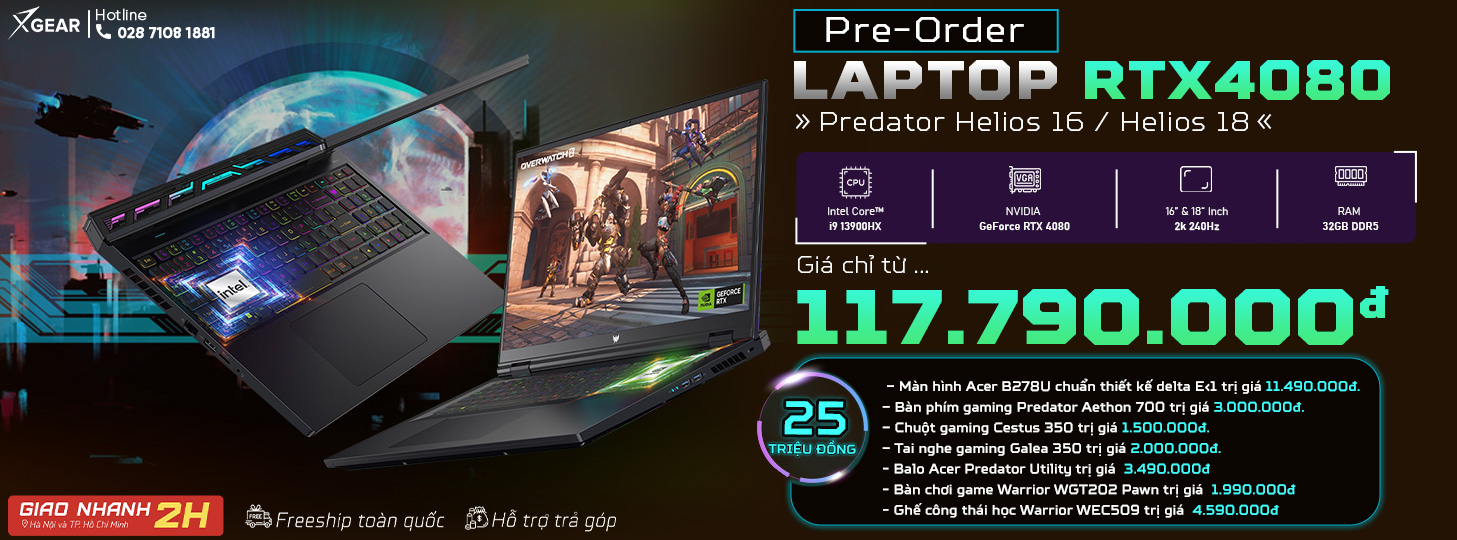 XGEAR
Hotline
028 7108 1881
Pre-Order
LAPTOP RTX4080
» Predator Helios 16 / Helios 18 «
CPU
VGA
Intel Core™
i9 13900HX
NVIDIA
GeForce RTX 4080
16" & 18" Inch
2k 240Hz
RAM
32GB DDR5
Giá chỉ từ ...
117.790.000đ
OVERWATCH 2
intel
NVIDIA
GEFORCE
RTX
25
TRIỆU ĐỒNG
– Màn hình Acer B278U chuẩn thiết kế delta E<1 trị giá 11.490.000đ.
– Bàn phím gaming Predator Aethon 700 trị giá 3.000.000đ.
– Chuột gaming Cestus 350 trị giá 1.500.000đ.
– Tai nghe gaming Galea 350 trị giá 2.000.000đ.
- Balo Acer Predator Utility trị giá 3.490.000đ
- Bàn chơi game Warrior WGT202 Pawn trị giá 1.990.000đ
- Ghế công thái học Warrior WEC509 trị giá 4.590.000đ
GIAO NHANH 2H
Hà Nội và TP. Hồ Chí Minh
FREE
Freeship toàn quốc
Hỗ trợ trả góp